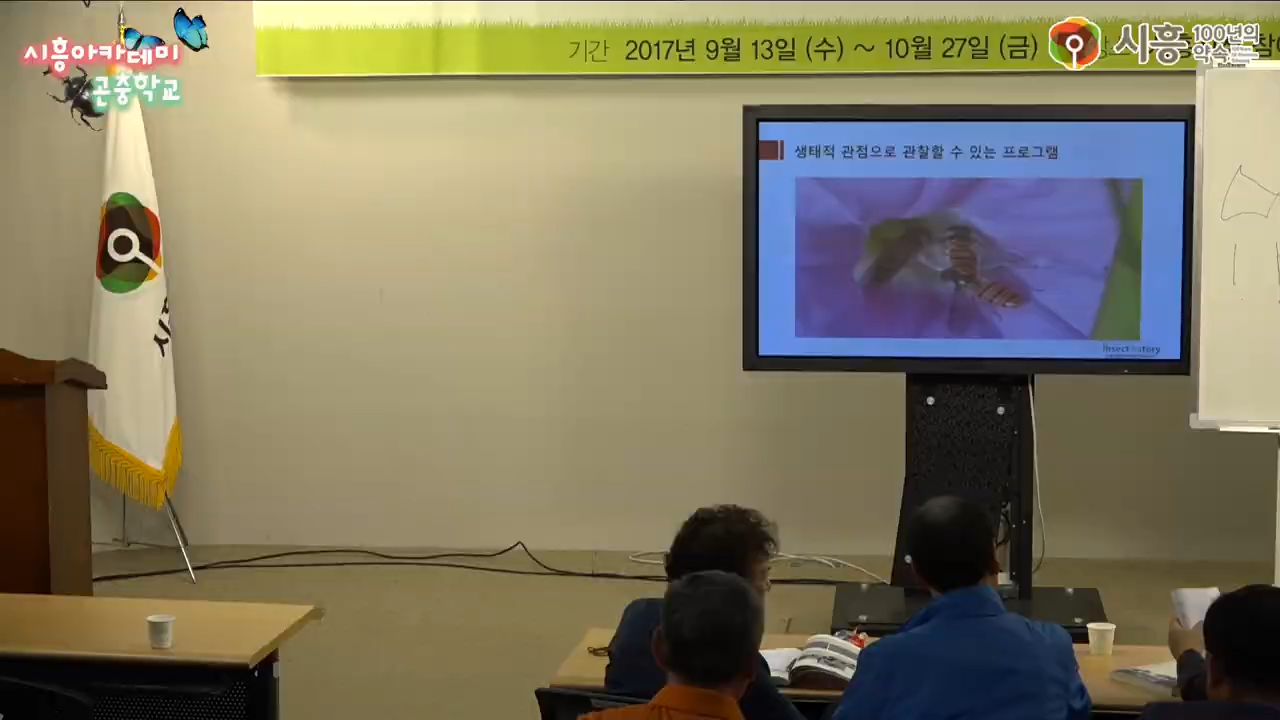 시흥아카데미
곤충학교
기간 2017년 9월 13일 (수) ~ 10월 27일 (금)
시흥 100년의
약속
생태적 관점으로 관찰할 수 있는 프로그램